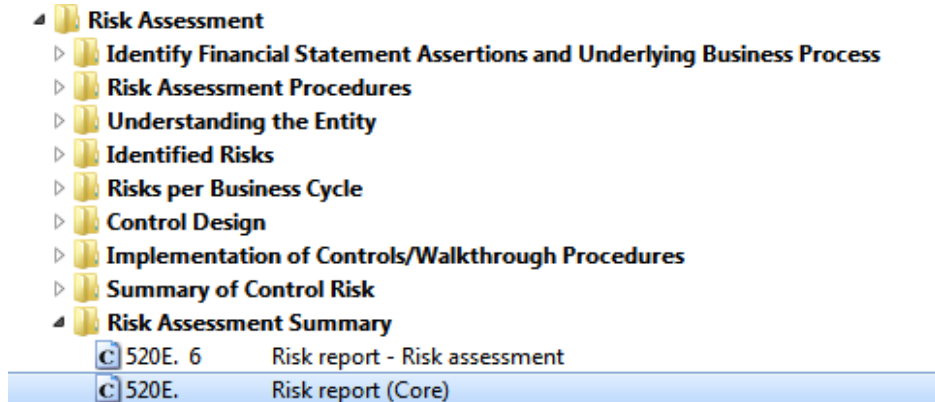 Risk Assessment
Identify Financial Statement Assertions and Underlying Business Process
Risk Assessment Procedures
Understanding the Entity
Identified Risks
Risks per Business Cycle
Control Design
Implementation of Controls/Walkthrough Procedures
Summary of Control Risk
Risk Assessment Summary
C 520E. 6 Risk report - Risk assessment
C 520E. Risk report (Core)